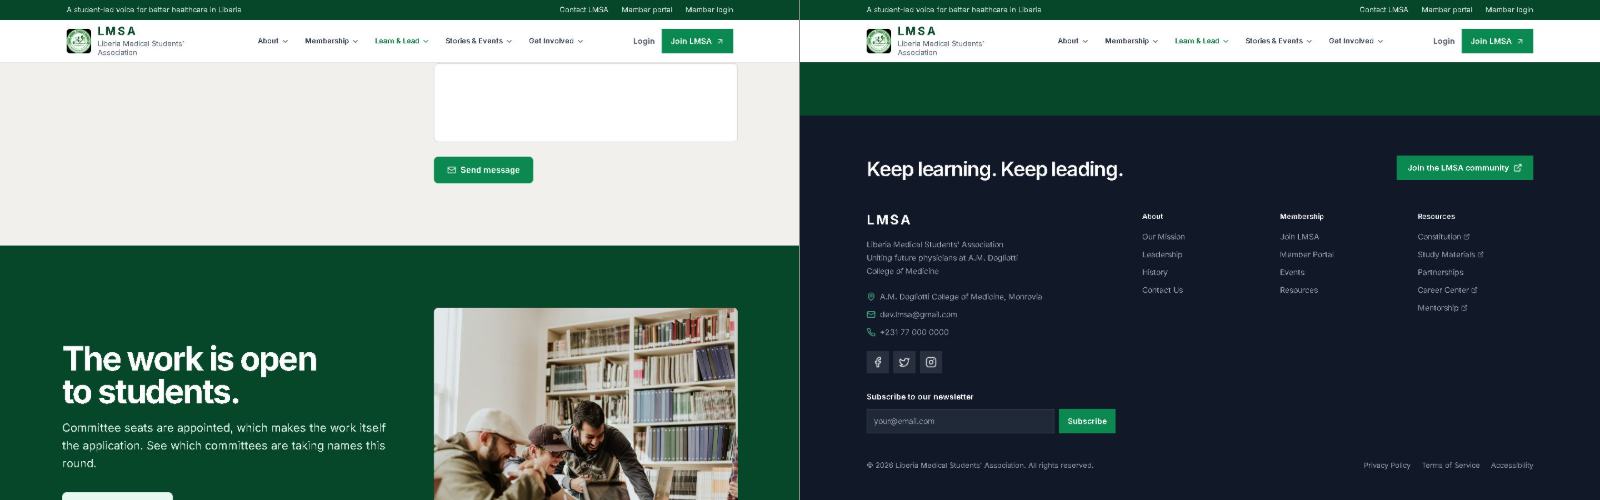 A student-led voice for better healthcare in Liberia
Contact LMSA Member portal Member login
LMSA
Liberia Medical Students'
Association
About Membership Learn & Lead Stories & Events Get Involved
Login Join LMSA
Send message
The work is open
to students.
Committee seats are appointed, which makes the work itself
the application. See which committees are taking names this
round.
A student-led voice for better healthcare in Liberia
Contact LMSA Member portal Member login
LMSA
Liberia Medical Students'
Association
About Membership Learn & Lead Stories & Events Get Involved
Login Join LMSA
Keep learning. Keep leading.
Join the LMSA community
LMSA
Liberia Medical Students' Association
Uniting future physicians at A.M. Dogliotti
College of Medicine
A.M. Dogliotti College of Medicine, Monrovia
dev.lmsa@gmail.com
+231 77 000 0000
About
Our Mission
Leadership
History
Contact Us
Membership
Join LMSA
Member Portal
Events
Resources
Resources
Constitution
Study Materials
Partnerships
Career Center
Mentorship
Subscribe to our newsletter
your@email.com
Subscribe
© 2026 Liberia Medical Students' Association. All rights reserved.
Privacy Policy Terms of Service Accessibility